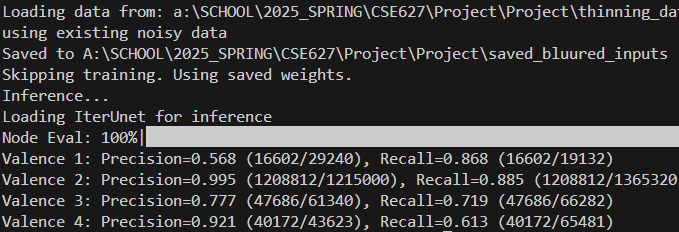 Loading data from: a:\SCHOOL\2025_SPRING\CSE627\Project\Project\thinning_da
using existing noisy data
Saved to A:\SCHOOL\2025_SPRING\CSE627\Project\Project\saved_bluured_inputs
Skipping training. Using saved weights.
Inference...
Loading IterUnet for inference
Node Eval: 100%|
Valence 1: Precision=0.568 (16602/29240), Recall=0.868 (16602/19132)
Valence 2: Precision=0.995 (1208812/1215000), Recall=0.885 (1208812/1365320
Valence 3: Precision=0.777 (47686/61340), Recall=0.719 (47686/66282)
Valence 4: Precision=0.921 (40172/43623), Recall=0.613 (40172/65481)